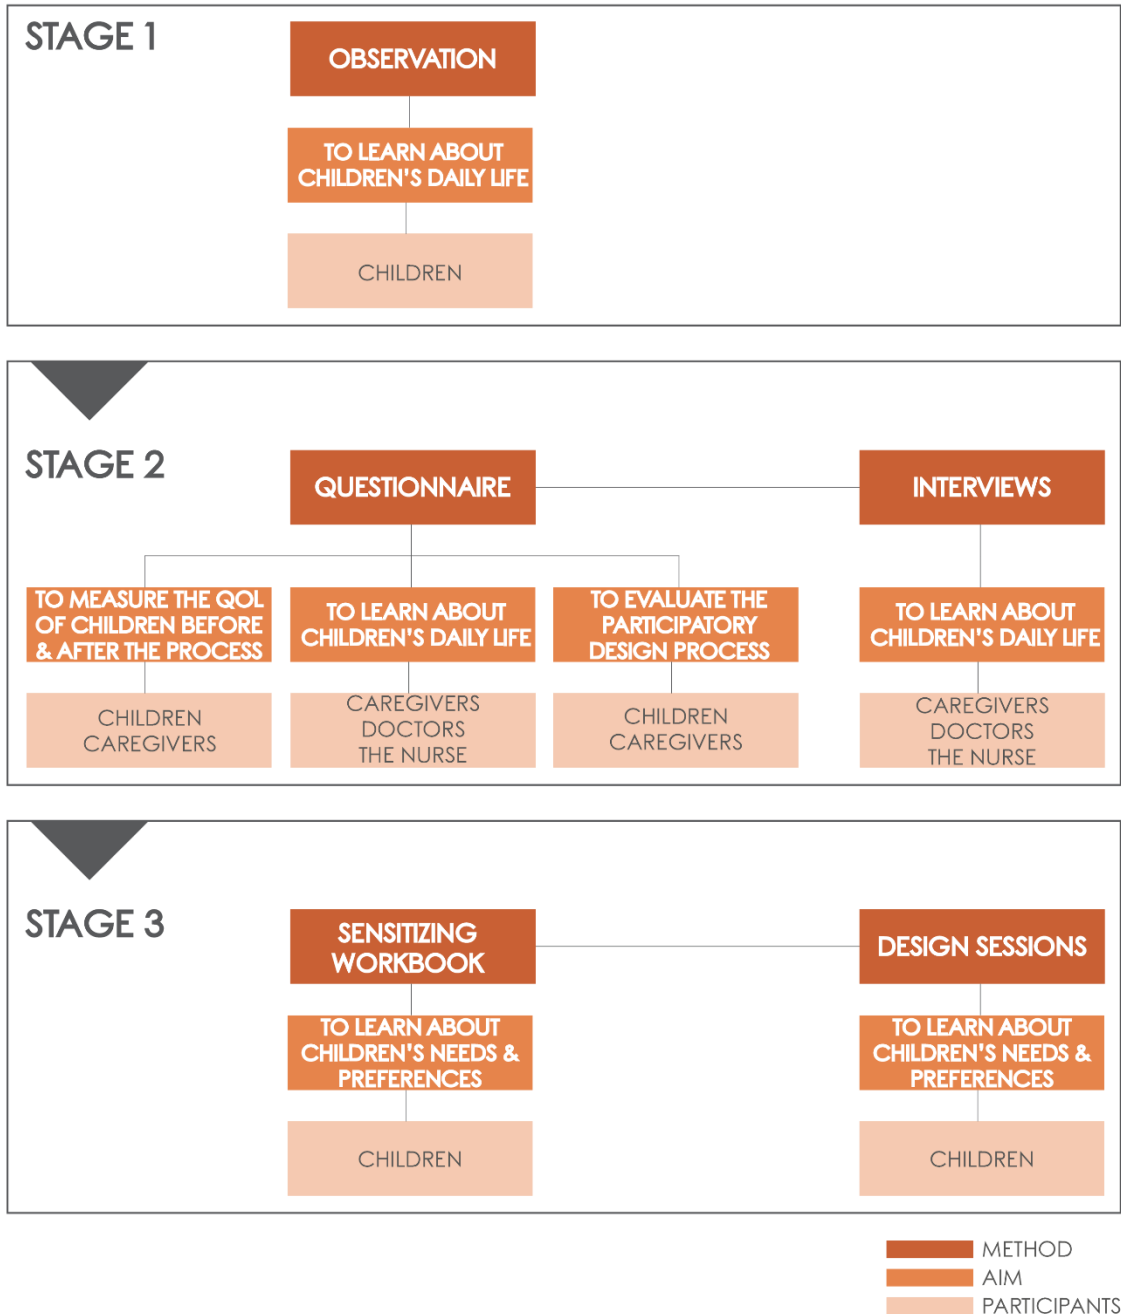 STAGE 1
OBSERVATION
TO LEARN ABOUT
CHILDREN'S DAILY LIFE
CHILDREN
STAGE 2
QUESTIONNAIRE
INTERVIEWS
TO MEASURE THE QOL
OF CHILDREN BEFORE
& AFTER THE PROCESS
TO LEARN ABOUT
CHILDREN'S DAILY LIFE
TO EVALUATE THE
PARTICIPATORY
DESIGN PROCESS
TO LEARN ABOUT
CHILDREN'S DAILY LIFE
CHILDREN
CAREGIVERS
CAREGIVERS
DOCTORS
THE NURSE
CHILDREN
CAREGIVERS
CAREGIVERS
DOCTORS
THE NURSE
STAGE 3
SENSITIZING
WORKBOOK
DESIGN SESSIONS
TO LEARN ABOUT
CHILDREN'S NEEDS &
PREFERENCES
TO LEARN ABOUT
CHILDREN'S NEEDS &
PREFERENCES
CHILDREN
CHILDREN
METHOD
AIM
PARTICIPANTS